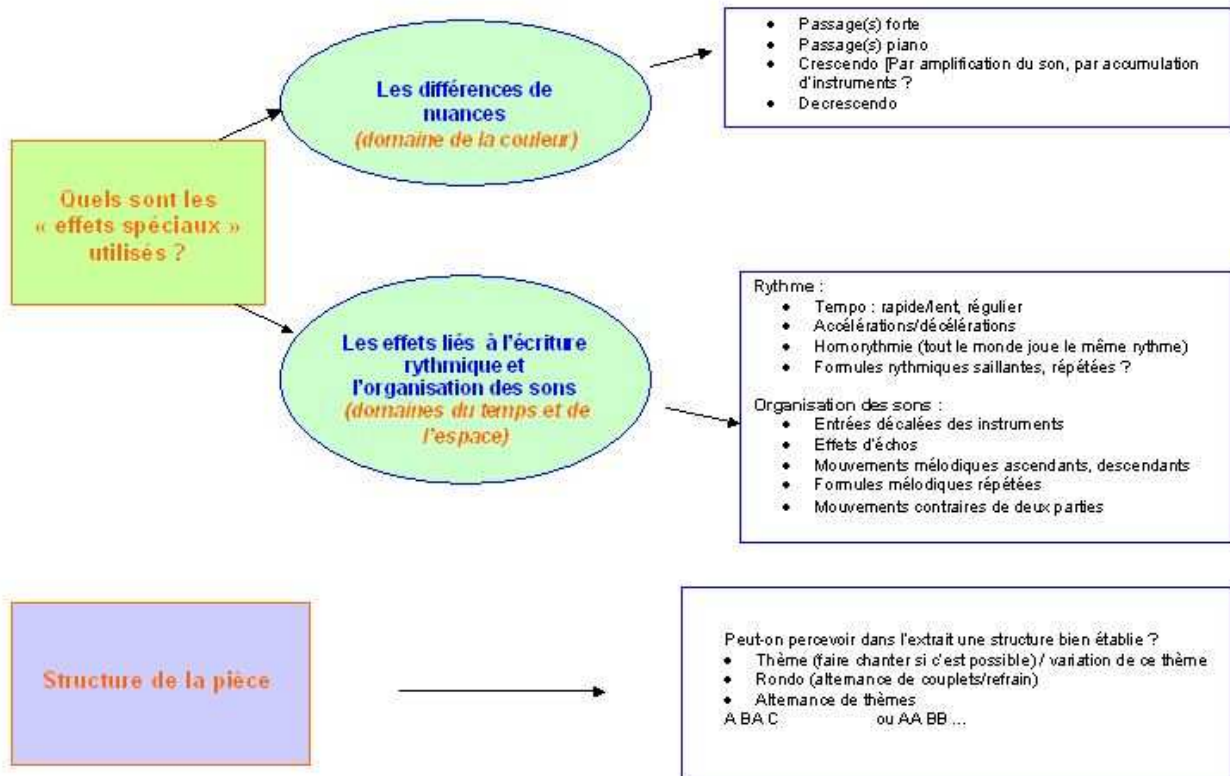 Quels sont les
« effets spéciaux »
utilisés ?
Les différences de
nuances
(domaine de la couleur)
• Passage(s) forte
• Passage(s) piano
• Crescendo [Par amplification du son, par accumulation
d'instruments ?
• Decrescendo
Les effets liés à l'écriture
rythmique et
l'organisation des sons
(domaines du temps et de
l'espace)
Rythme :
• Tempo : rapide/lent, régulier
• Accélérations/décélérations
• Homorythmie (tout le monde joue le même rythme)
• Formules rythmiques saillantes, répétées ?
Organisation des sons :
• Entrées décalées des instruments
• Effets d'échos
• Mouvements mélodiques ascendants, descendants
• Formules mélodiques répétées
• Mouvements contraires de deux parties
Structure de la pièce
Peut-on percevoir dans l'extrait une structure bien établie ?
• Thème (faire chanter si c'est possible) / variation de ce thème
• Rondo (alternance de couplets/refrain)
• Alternance de thèmes
A BA C ou AA BB ...